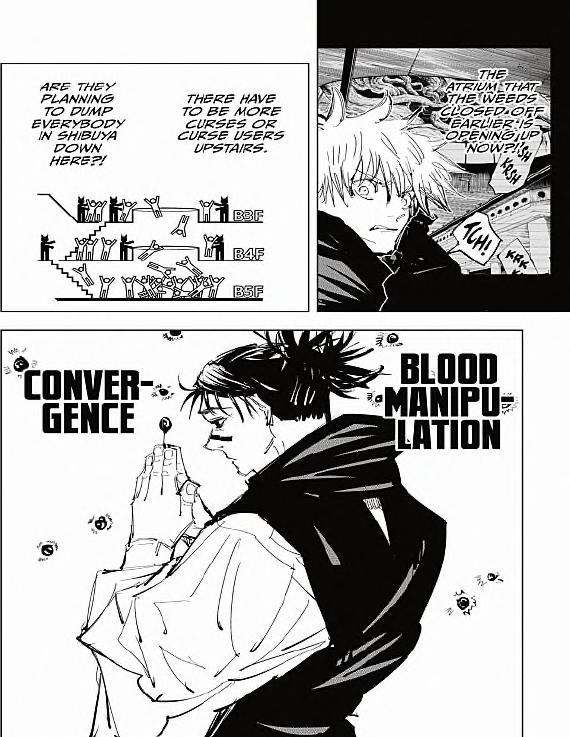 THE
ATRIUM THAT
THE WEEDS
CLOSED OFF
EARLIER IS
OPENING UP
NOW?!
KRSH
TCH!
KRK
THERE HAVE
TO BE MORE
CURSES OR
CURSE USERS
UPSTAIRS.
ARE THEY
PLANNING
TO DUMP
EVERYBODY
IN SHIBUYA
DOWN
HERE?!
B3F
B4F
B5F
BLOOD
MANIPU-
LATION
CONVER-
GENCE